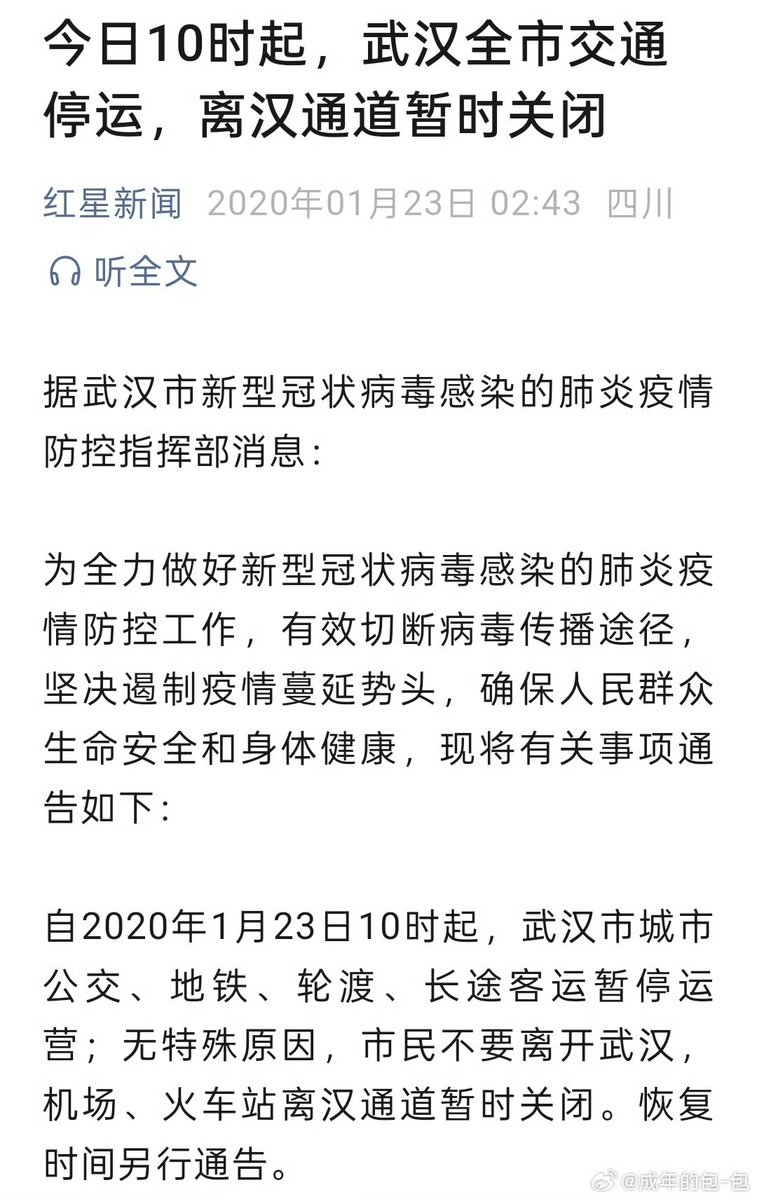 今日10时起，武汉全市交通
停运，离汉通道暂时关闭
红星新闻 2020年01月23日 02:43 四川
听全文
据武汉市新型冠状病毒感染的肺炎疫情
防控指挥部消息：
为全力做好新型冠状病毒感染的肺炎疫
情防控工作，有效切断病毒传播途径，
坚决遏制疫情蔓延势头，确保人民群众
生命安全和身体健康，现将有关事项通
告如下：
自2020年1月23日10时起，武汉市城市
公交、地铁、轮渡、长途客运暂停运
营；无特殊原因，市民不要离开武汉，
机场、火车站离汉通道暂时关闭。恢复
时间另行通告。
@成年的包-包